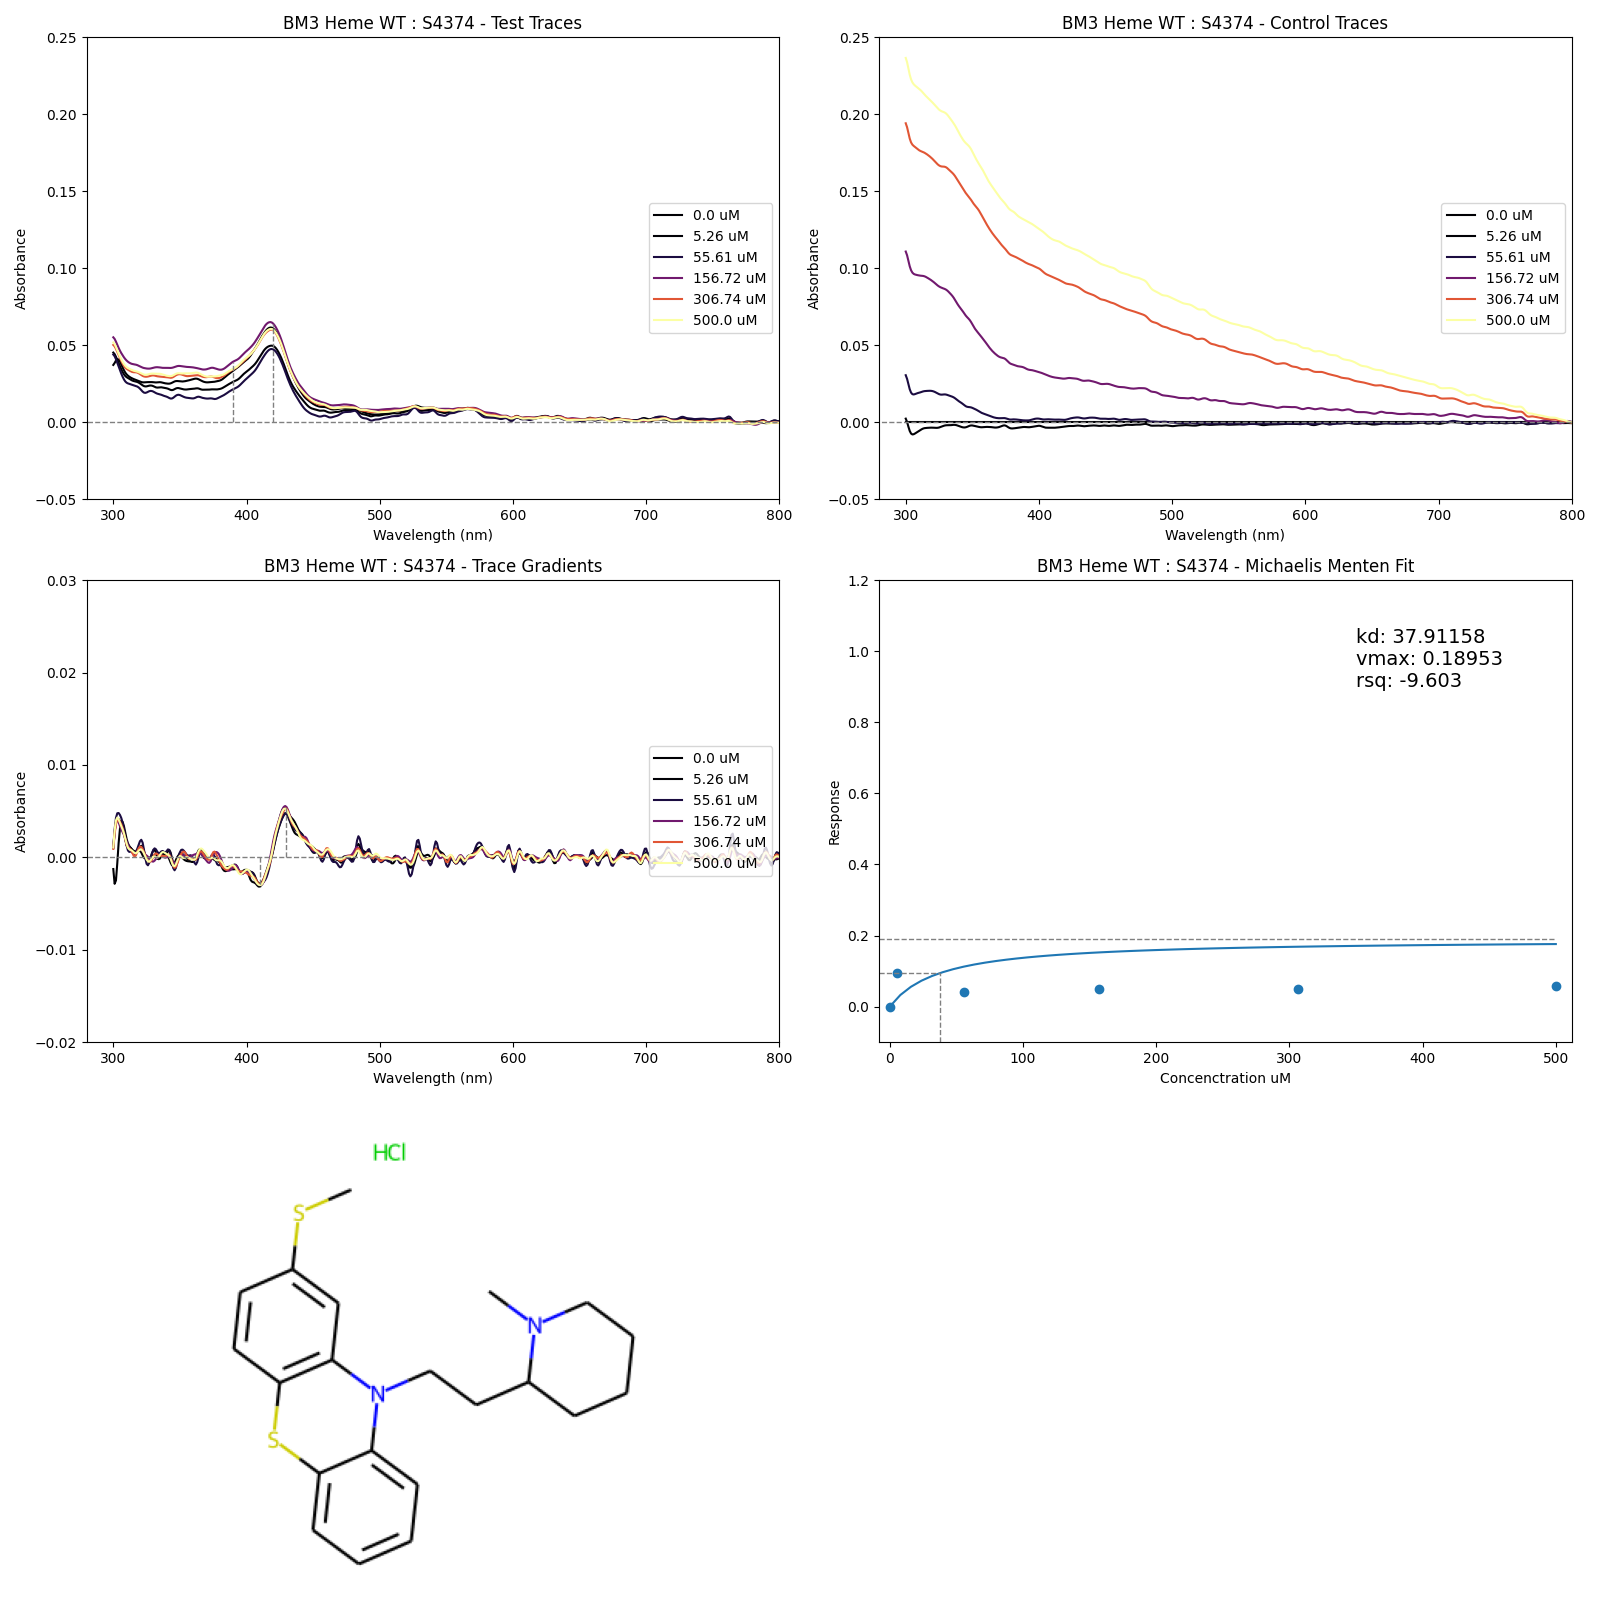 BM3 Heme WT : S4374 - Test Traces
0.25
0.20
0.15
0.10
0.05
0.00
−0.05
Absorbance
300 400 500 600 700 800
Wavelength (nm)
0.0 uM
5.26 uM
55.61 uM
156.72 uM
306.74 uM
500.0 uM
BM3 Heme WT : S4374 - Control Traces
0.25
0.20
0.15
0.10
0.05
0.00
−0.05
Absorbance
300 400 500 600 700 800
Wavelength (nm)
0.0 uM
5.26 uM
55.61 uM
156.72 uM
306.74 uM
500.0 uM
BM3 Heme WT : S4374 - Trace Gradients
0.03
0.02
0.01
0.00
−0.01
−0.02
Absorbance
300 400 500 600 700 800
Wavelength (nm)
0.0 uM
5.26 uM
55.61 uM
156.72 uM
306.74 uM
500.0 uM
BM3 Heme WT : S4374 - Michaelis Menten Fit
1.2
1.0
0.8
0.6
0.4
0.2
0.0
Response
0 100 200 300 400 500
Concenctration uM
kd: 37.91158
vmax: 0.18953
rsq: -9.603
HCl
S
N
N
S